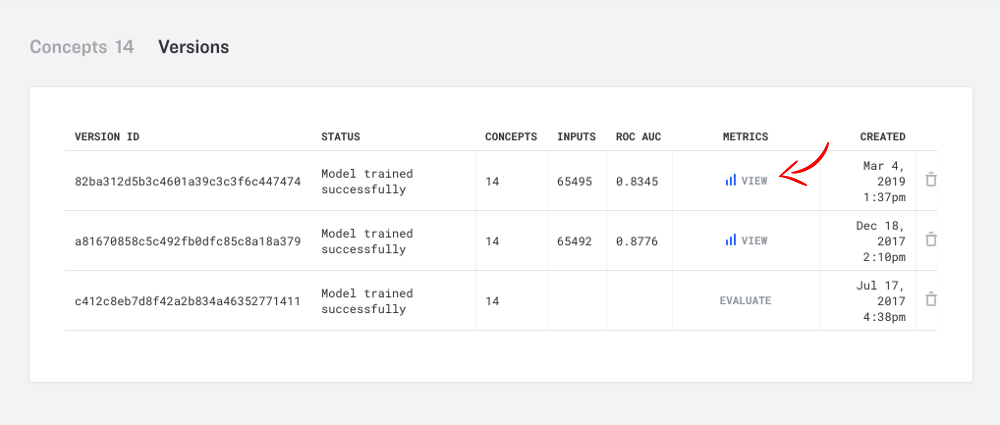 Concepts 14 Versions
VERSION ID STATUS CONCEPTS INPUTS ROC AUC METRICS CREATED
82ba312d5b3c4601a39c3c3f6c447474 Model trained successfully 14 65495 0.8345 VIEW Mar 4, 2019 1:37pm
a81670858c5c492fb0dfc85c8a18a379 Model trained successfully 14 65492 0.8776 VIEW Dec 18, 2017 2:10pm
c412c8eb7d8f42a2b834a46352771411 Model trained successfully 14 EVALUATE Jul 17, 2017 4:38pm